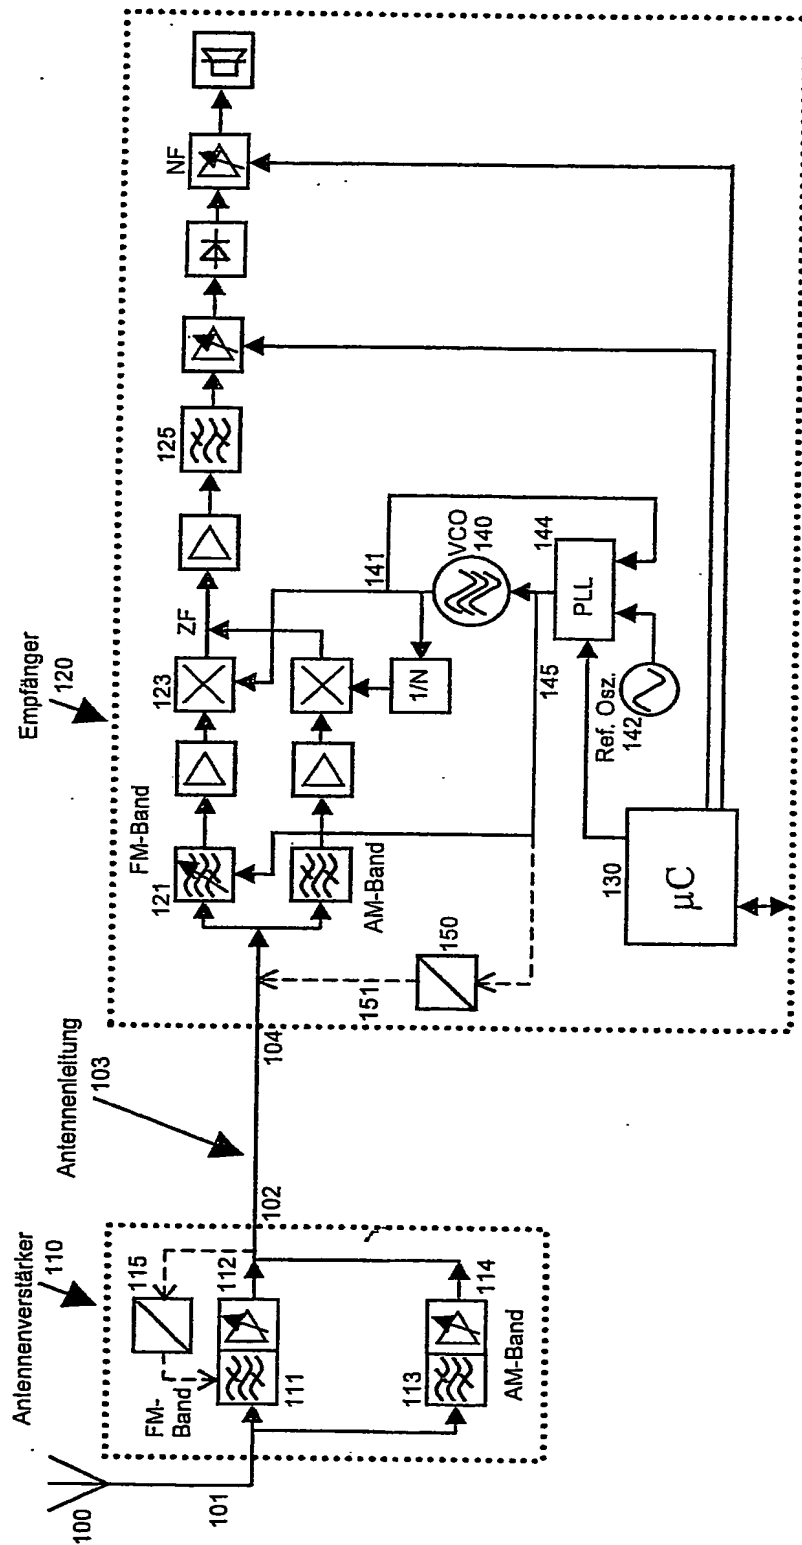 100
101
Antennenverstärker
110
115
FM-
Band
111
112
113
114
AM-Band
102
Antennenleitung
103
104
Empfänger
120
151
150
121
FM-Band
AM-Band
123
ZF
1/N
141
VCO
140
145
144
PLL
Ref. Osz.
142
130
µC
125
NF